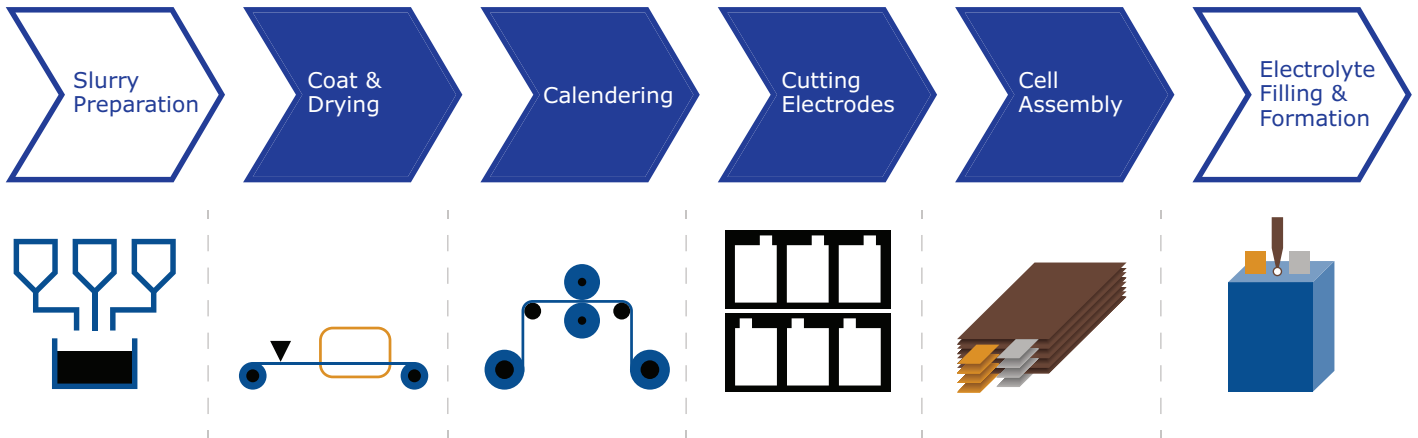 Slurry
Preparation
Coat &
Drying
Calendering
Cutting
Electrodes
Cell
Assembly
Electrolyte
Filling &
Formation